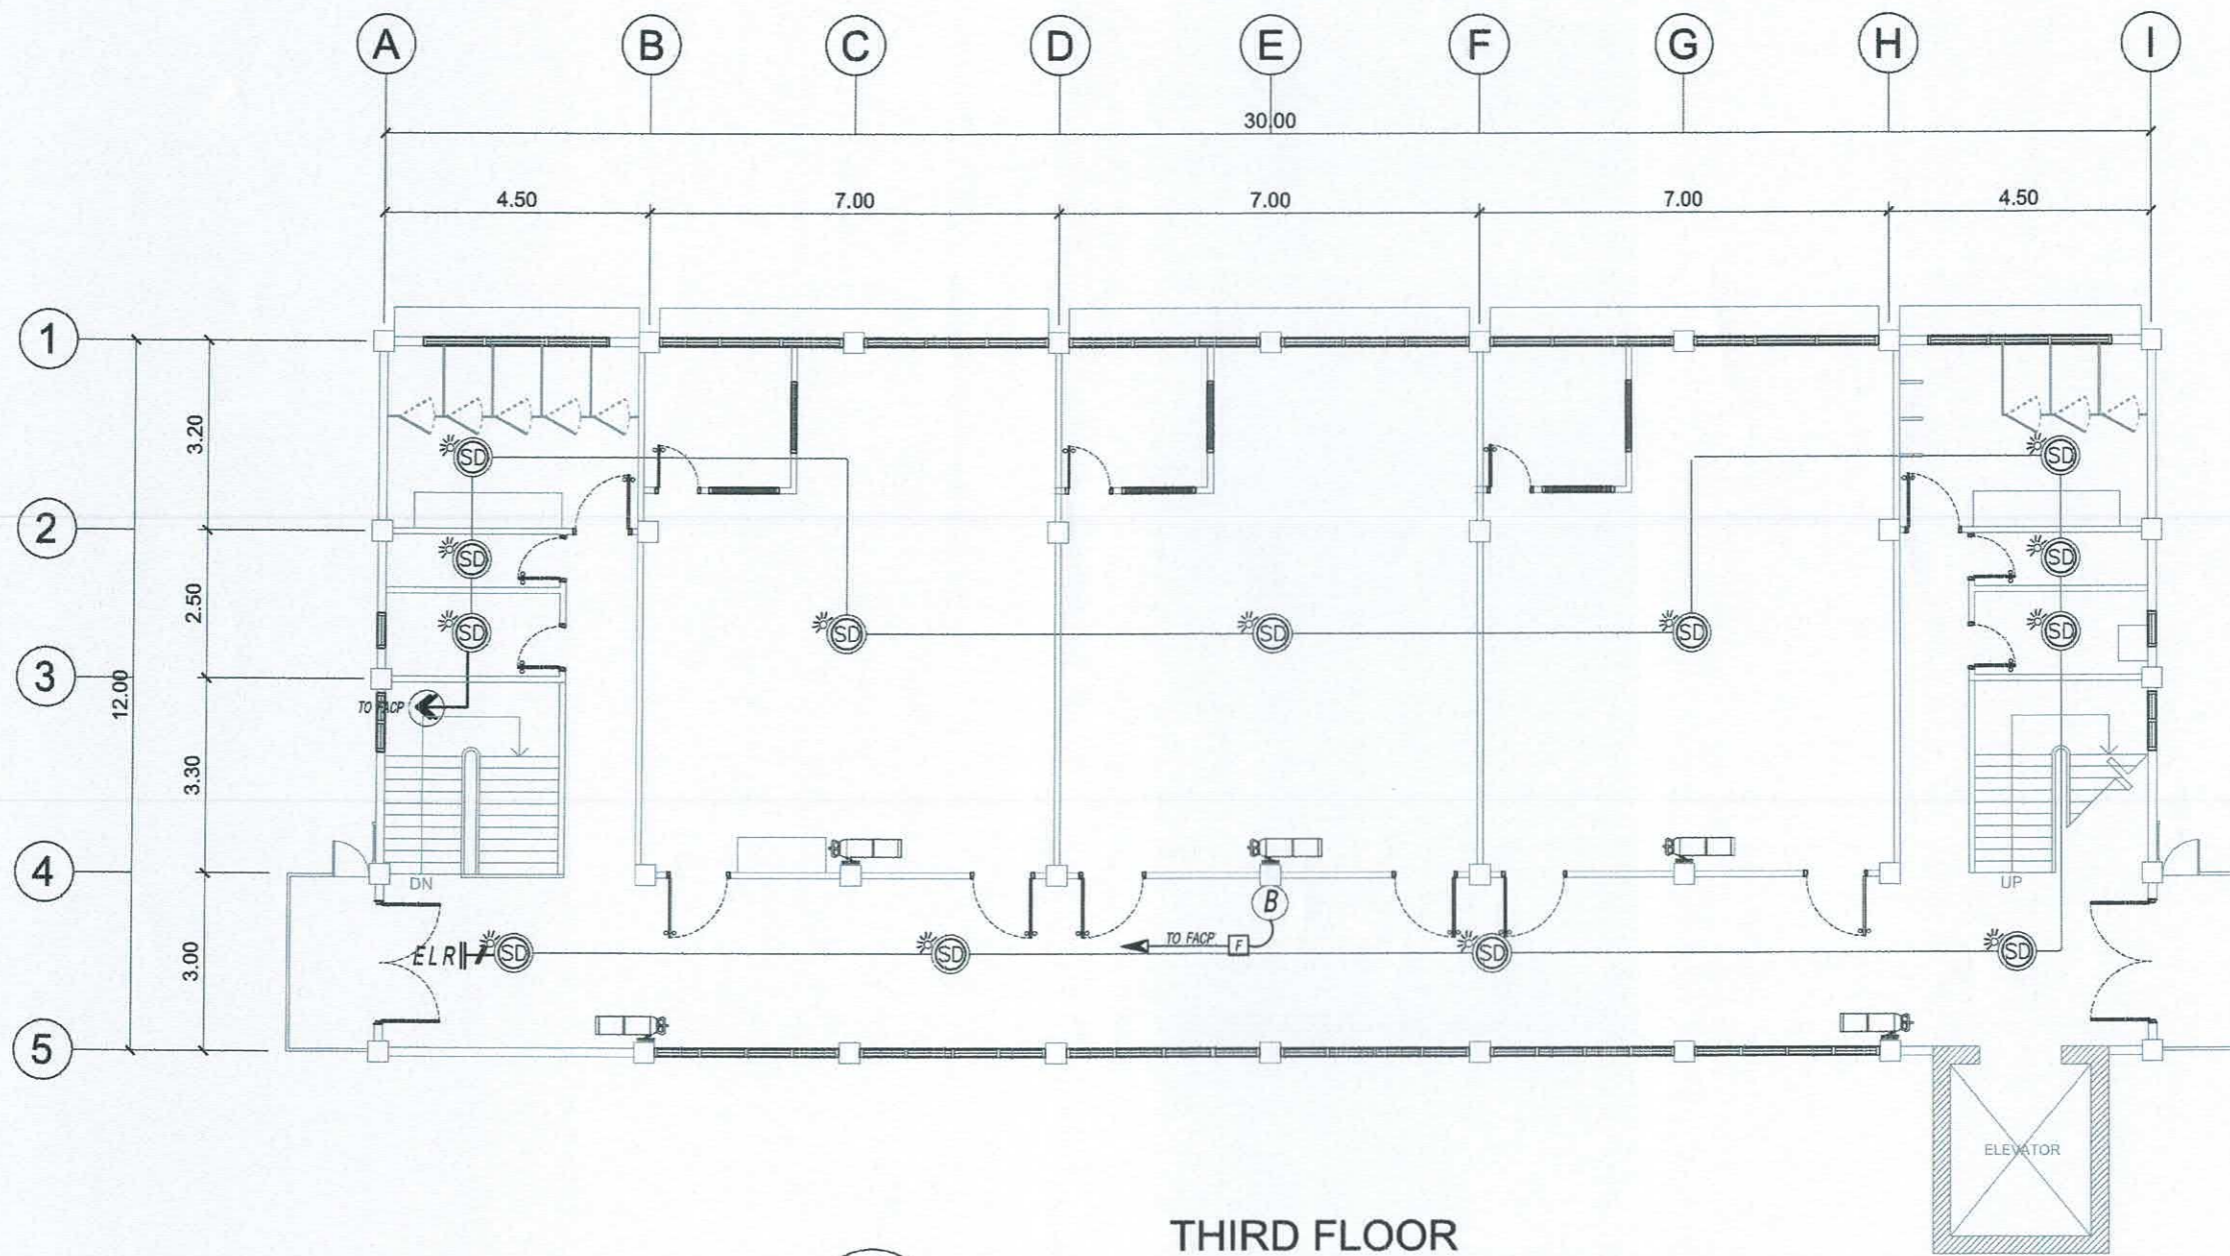 A B C D E F G H I
30.00
4.50 7.00 7.00 7.00 4.50
1
3.20
SD SD
2
SD SD
2.50
SD SD SD SD SD
3
12.00
TO FACP
3.30
4
DN UP
B
TO FACP F
ELR SD SD SD SD
3.00
5
ELEVATOR
THIRD FLOOR